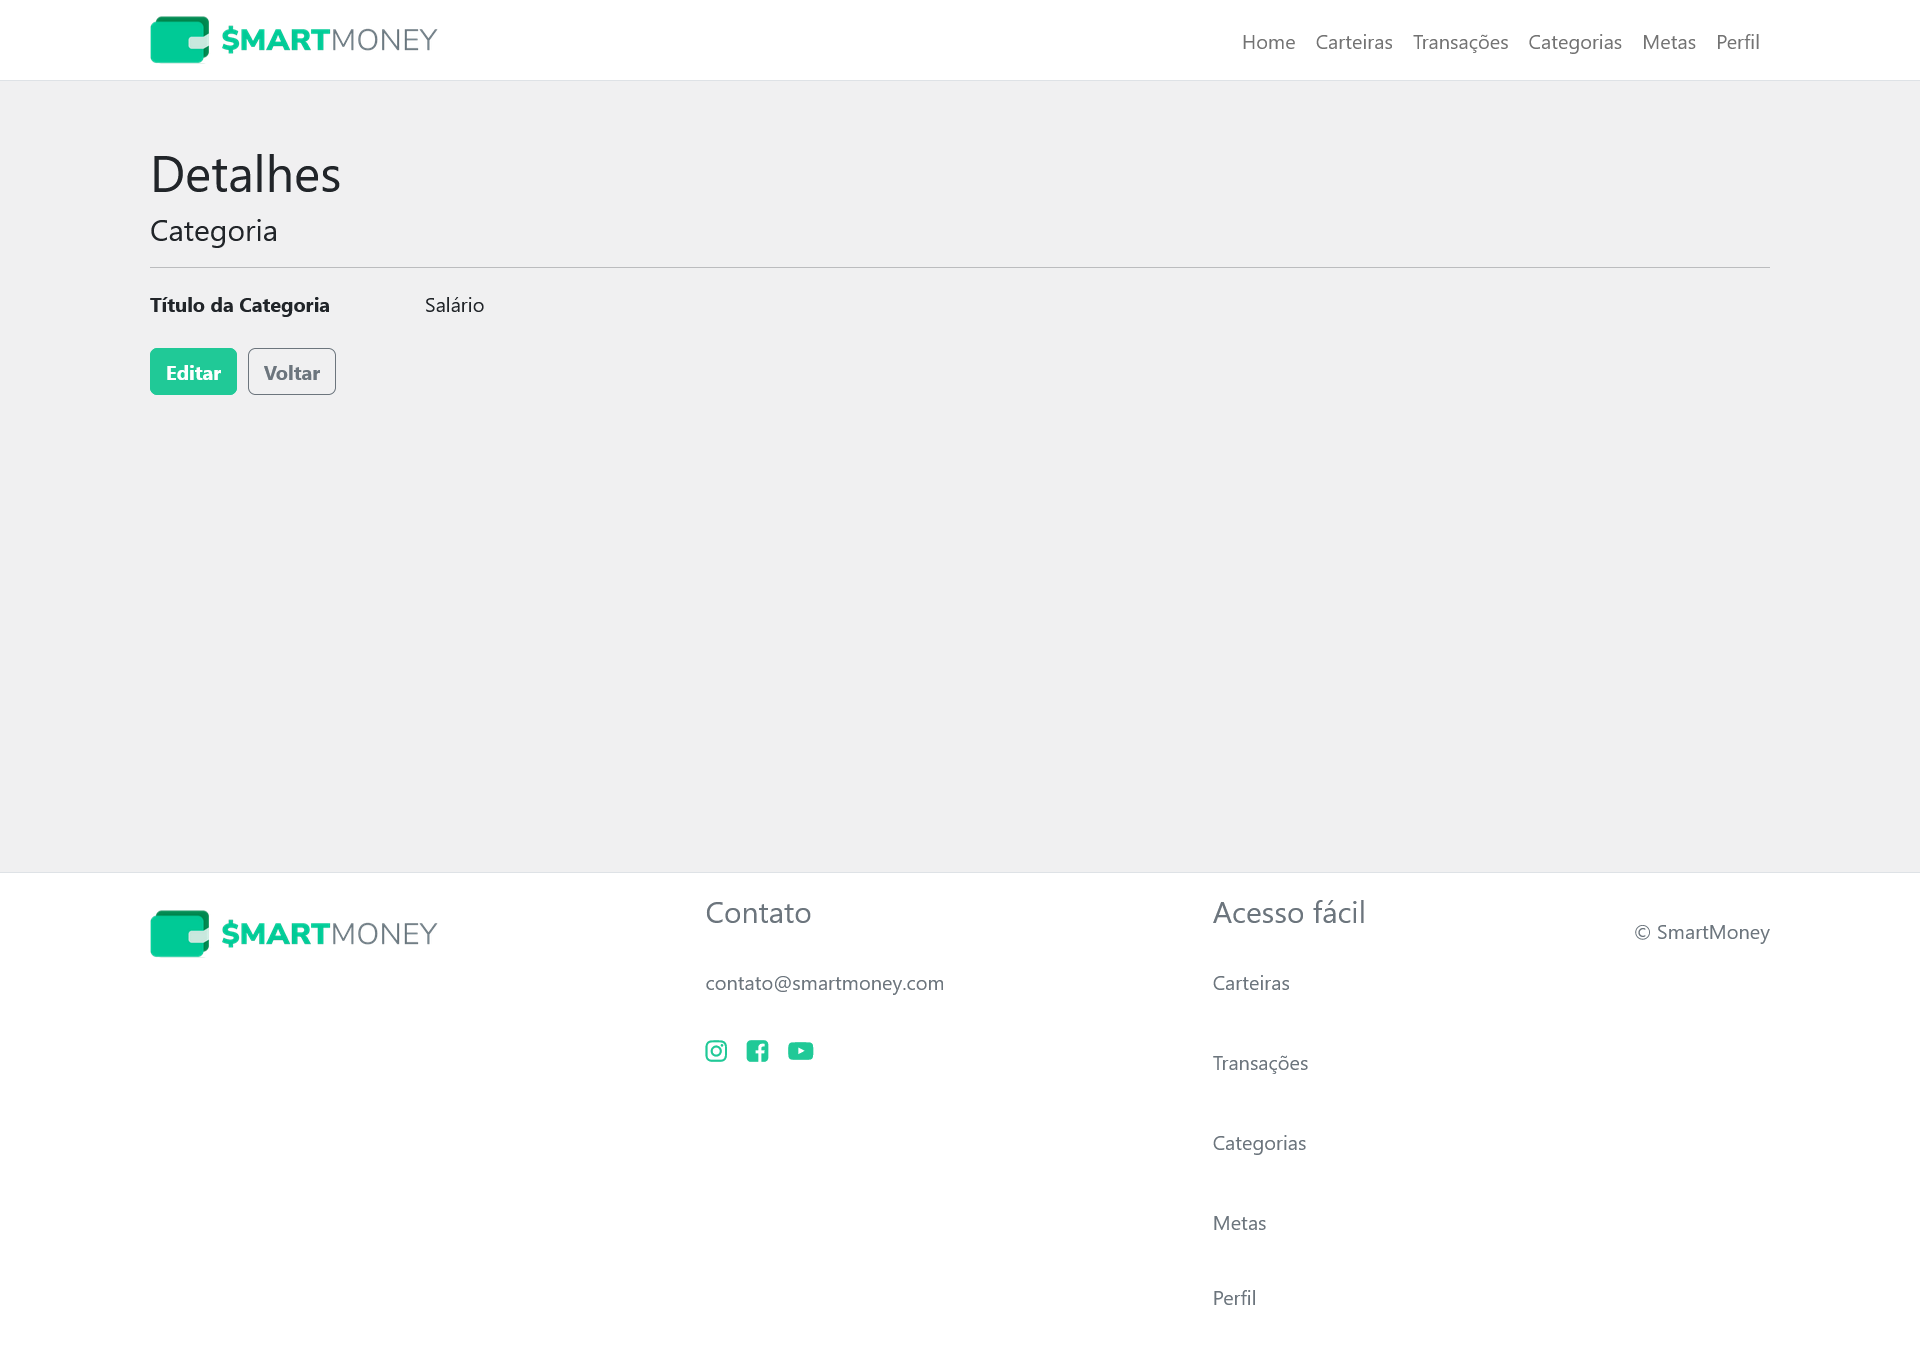 $MARTMONEY
Home Carteiras Transações Categorias Metas Perfil
Detalhes
Categoria
Título da Categoria Salário
Editar Voltar
$MARTMONEY
Contato
contato@smartmoney.com
Acesso fácil
Carteiras
Transações
Categorias
Metas
Perfil
© SmartMoney